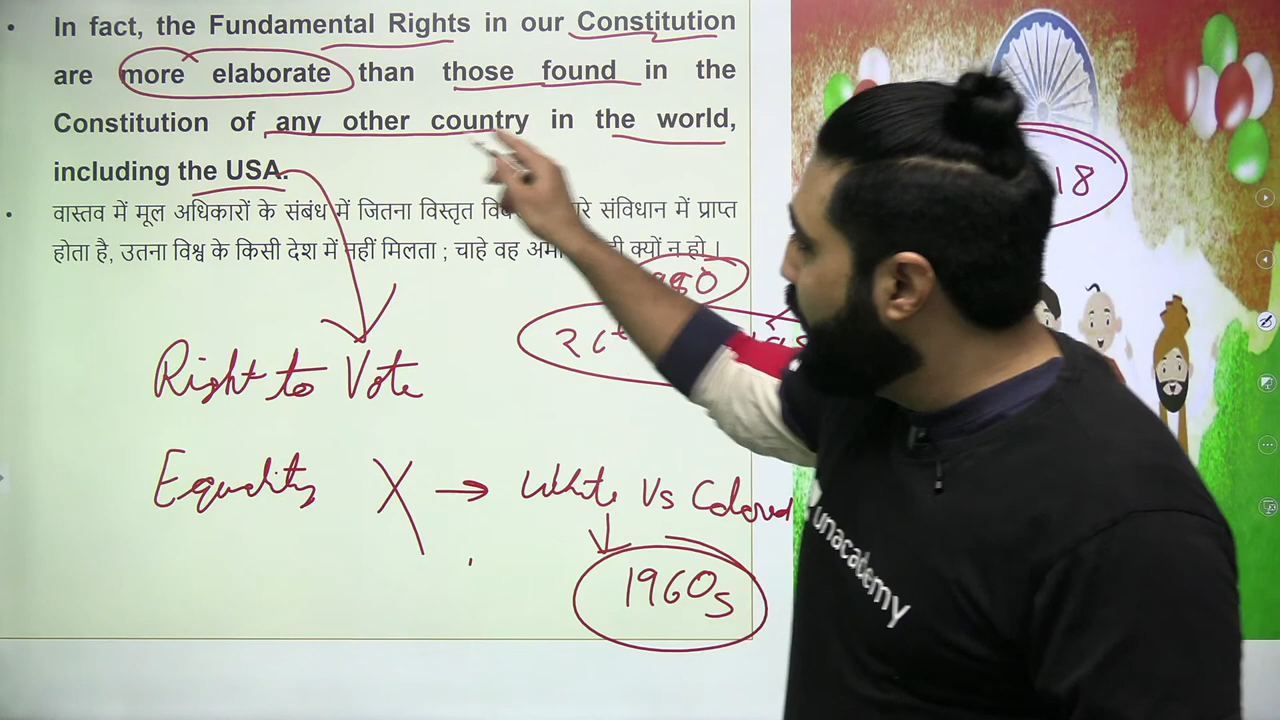 • In fact, the Fundamental Rights in our Constitution
are more elaborate than those found in the
Constitution of any other country in the world,
including the USA.
• वास्तव में मूल अधिकारों के संबंध में जितना विस्तृत संविधान में प्राप्त
होता है, उतना विश्व के किसी देश में नहीं मिलता ; चाहे वह क्यों न हो ।
18
Right to Vote
Equality X → White Vs Colored
1960s
unacademy